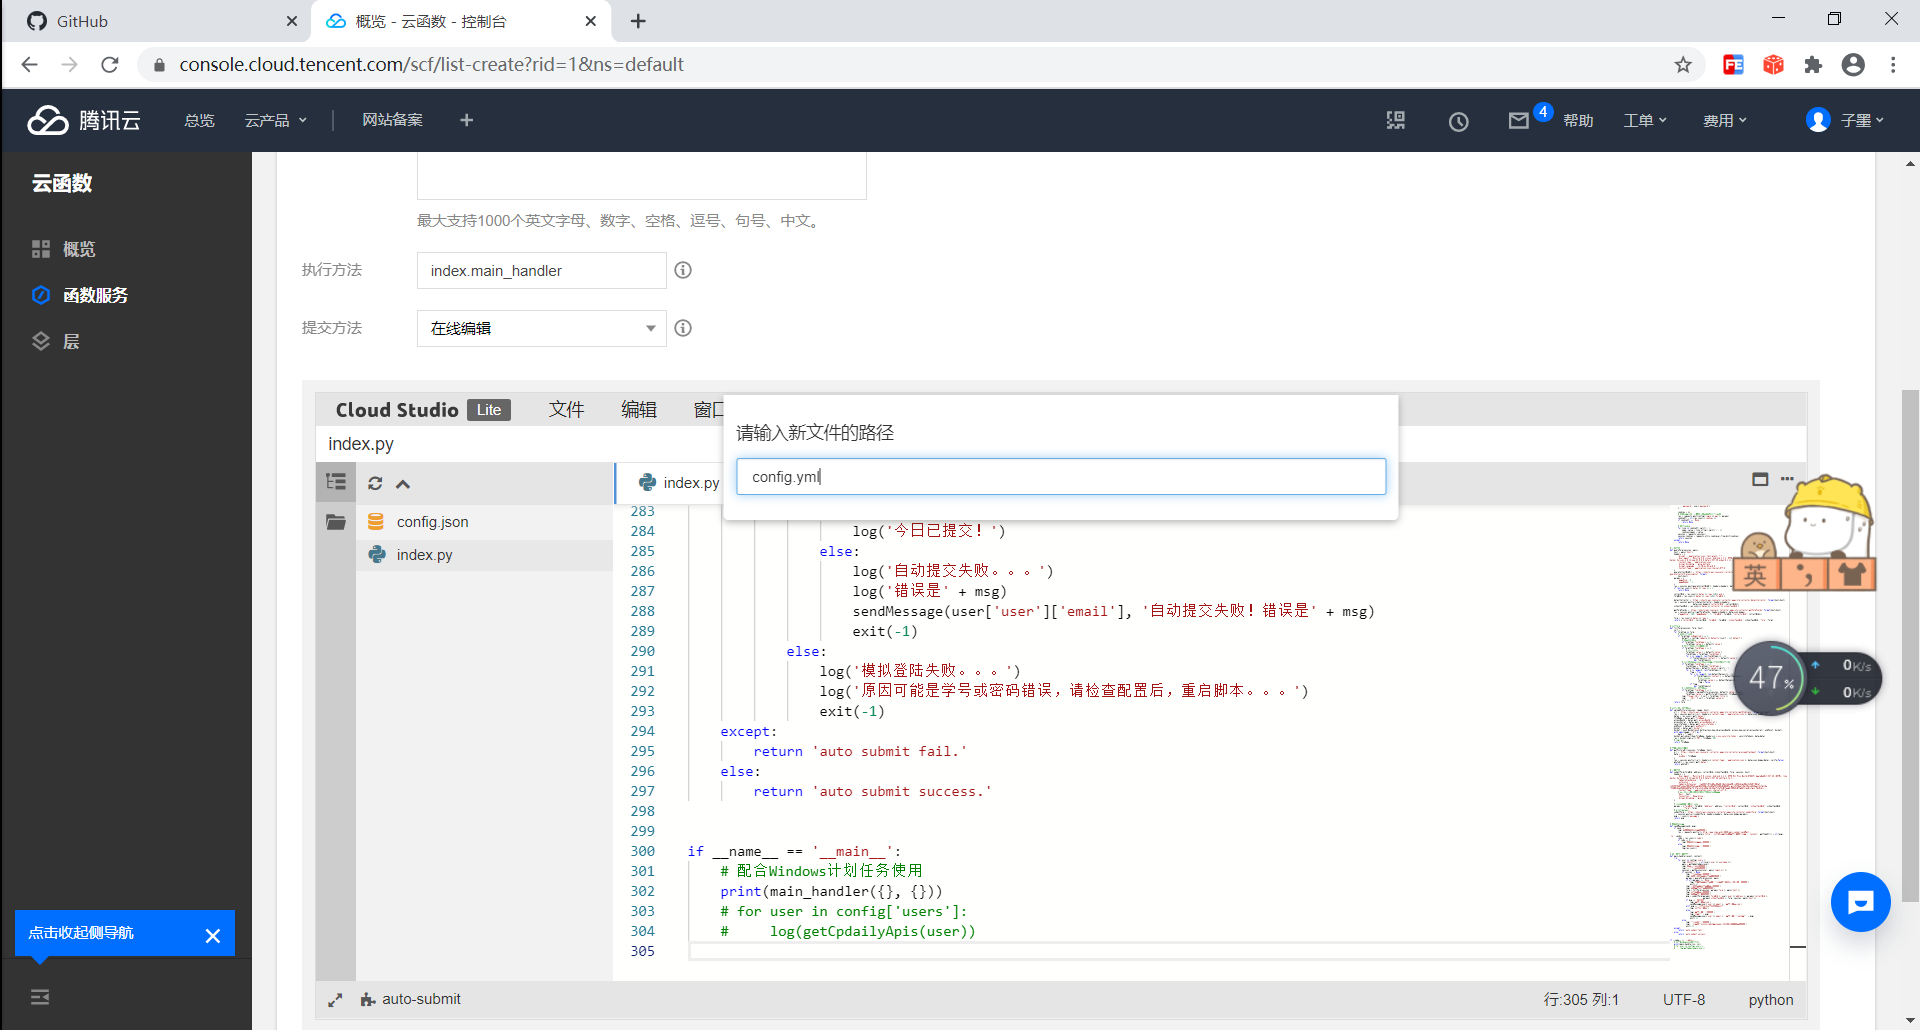 GitHub
概览 - 云函数 - 控制台
console.cloud.tencent.com/scf/list-create?rid=1&ns=default
腾讯云
总览
云产品
网站备案
4
帮助
工单
费用
子墨
云函数
概览
函数服务
层
最大支持1000个英文字母、数字、空格、逗号、句号、中文。
执行方法
index.main_handler
提交方法
在线编辑
Cloud Studio Lite
文件
编辑
窗口
请输入新文件的路径
config.yml
index.py
index.py
config.json
index.py
283
284 log('今日已提交！')
285 else:
286 log('自动提交失败。。。')
287 log('错误是' + msg)
288 sendMessage(user['user']['email'], '自动提交失败！错误是' + msg)
289 exit(-1)
290 else:
291 log('模拟登陆失败。。。')
292 log('原因可能是学号或密码错误，请检查配置后，重启脚本。。。')
293 exit(-1)
294 except:
295 return 'auto submit fail.'
296 else:
297 return 'auto submit success.'
298
299
300 if __name__ == '__main__':
301 # 配合Windows计划任务使用
302 print(main_handler({}, {}))
303 # for user in config['users']:
304 #     log(getCpdailyApis(user))
305
英
47%
0K/s
0K/s
点击收起侧导航
auto-submit
行:305 列:1
UTF-8
python